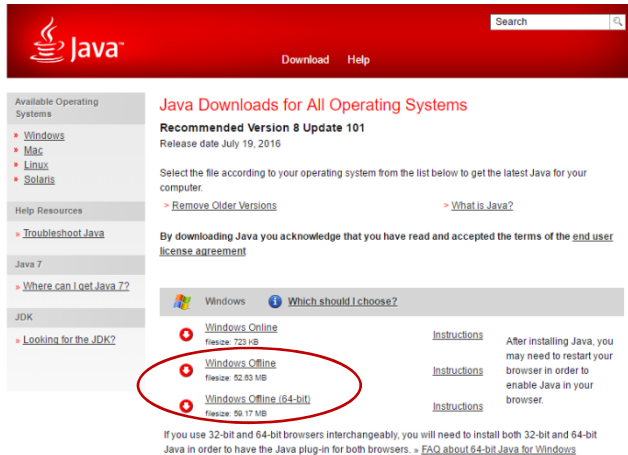 Java
Search
Download Help
Available Operating
Systems
» Windows
» Mac
» Linux
» Solaris
Help Resources
» Troubleshoot Java
Java 7
» Where can I get Java 7?
JDK
» Looking for the JDK?
Java Downloads for All Operating Systems
Recommended Version 8 Update 101
Release date July 19, 2016
Select the file according to your operating system from the list below to get the latest Java for your
computer.
> Remove Older Versions > What is Java?
By downloading Java you acknowledge that you have read and accepted the terms of the end user
license agreement
Windows Which should I choose?
Windows Online
filesize: 723 KB
Instructions
Windows Offline
filesize: 52.63 MB
Instructions
Windows Offline (64-bit)
filesize: 59.17 MB
Instructions
After installing Java, you
may need to restart your
browser in order to
enable Java in your
browser.
If you use 32-bit and 64-bit browsers interchangeably, you will need to install both 32-bit and 64-bit
Java in order to have the Java plug-in for both browsers. » FAQ about 64-bit Java for Windows